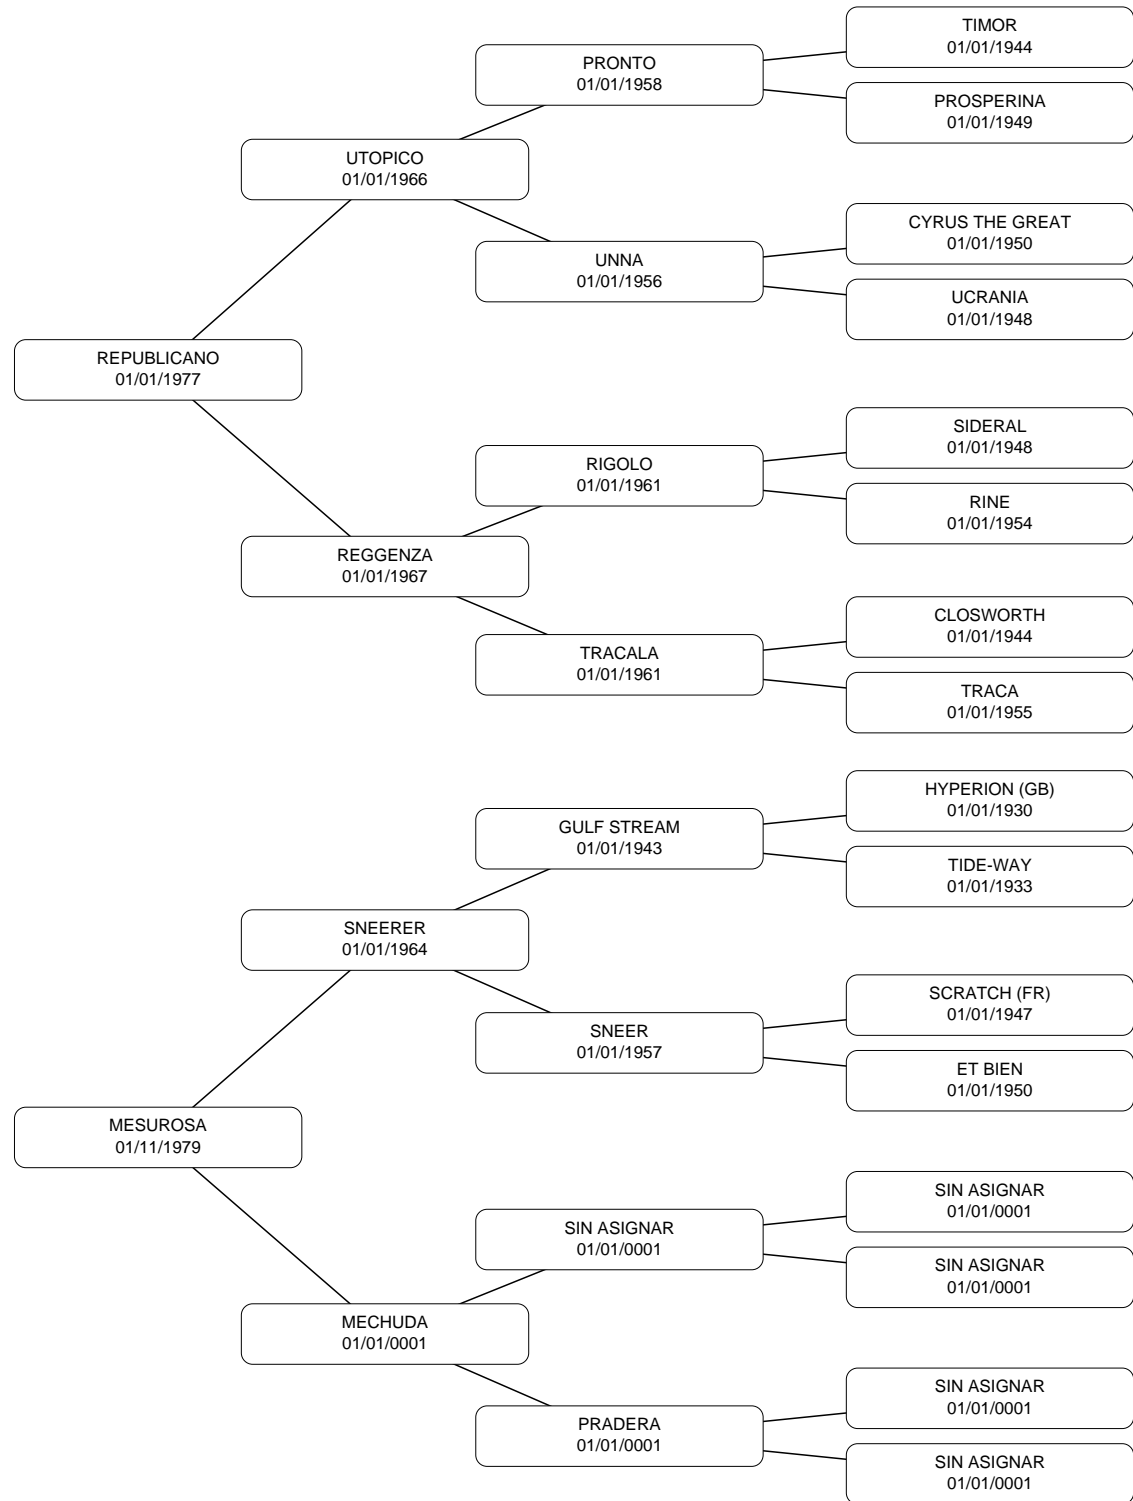 TIMOR
01/01/1944
PRONTO
01/01/1958
PROSPERINA
01/01/1949
UTOPICO
01/01/1966
CYRUS THE GREAT
01/01/1950
UNNA
01/01/1956
UCRANIA
01/01/1948
REPUBLICANO
01/01/1977
SIDERAL
01/01/1948
RIGOLO
01/01/1961
RINE
01/01/1954
REGGENZA
01/01/1967
CLOSWORTH
01/01/1944
TRACALA
01/01/1961
TRACA
01/01/1955
HYPERION (GB)
01/01/1930
GULF STREAM
01/01/1943
TIDE-WAY
01/01/1933
SNEERER
01/01/1964
SCRATCH (FR)
01/01/1947
SNEER
01/01/1957
ET BIEN
01/01/1950
MESUROSA
01/11/1979
SIN ASIGNAR
01/01/0001
SIN ASIGNAR
01/01/0001
SIN ASIGNAR
01/01/0001
MECHUDA
01/01/0001
SIN ASIGNAR
01/01/0001
PRADERA
01/01/0001
SIN ASIGNAR
01/01/0001